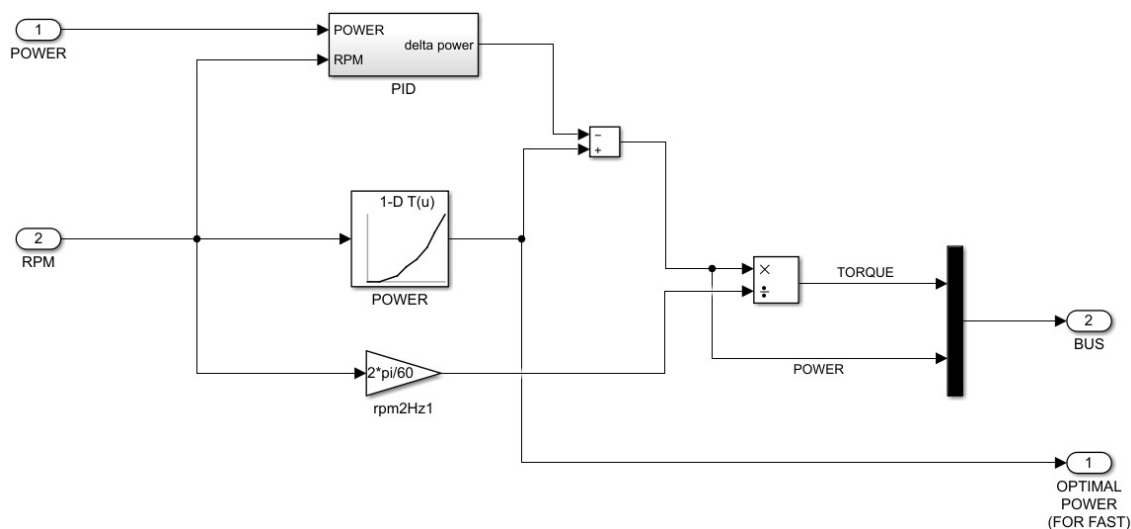 1
POWER
POWER
RPM
delta power
PID
−
+
1-D T(u)
POWER
2
RPM
×
÷
TORQUE
POWER
2
BUS
2*pi/60
rpm2Hz1
1
OPTIMAL
POWER
(FOR FAST)